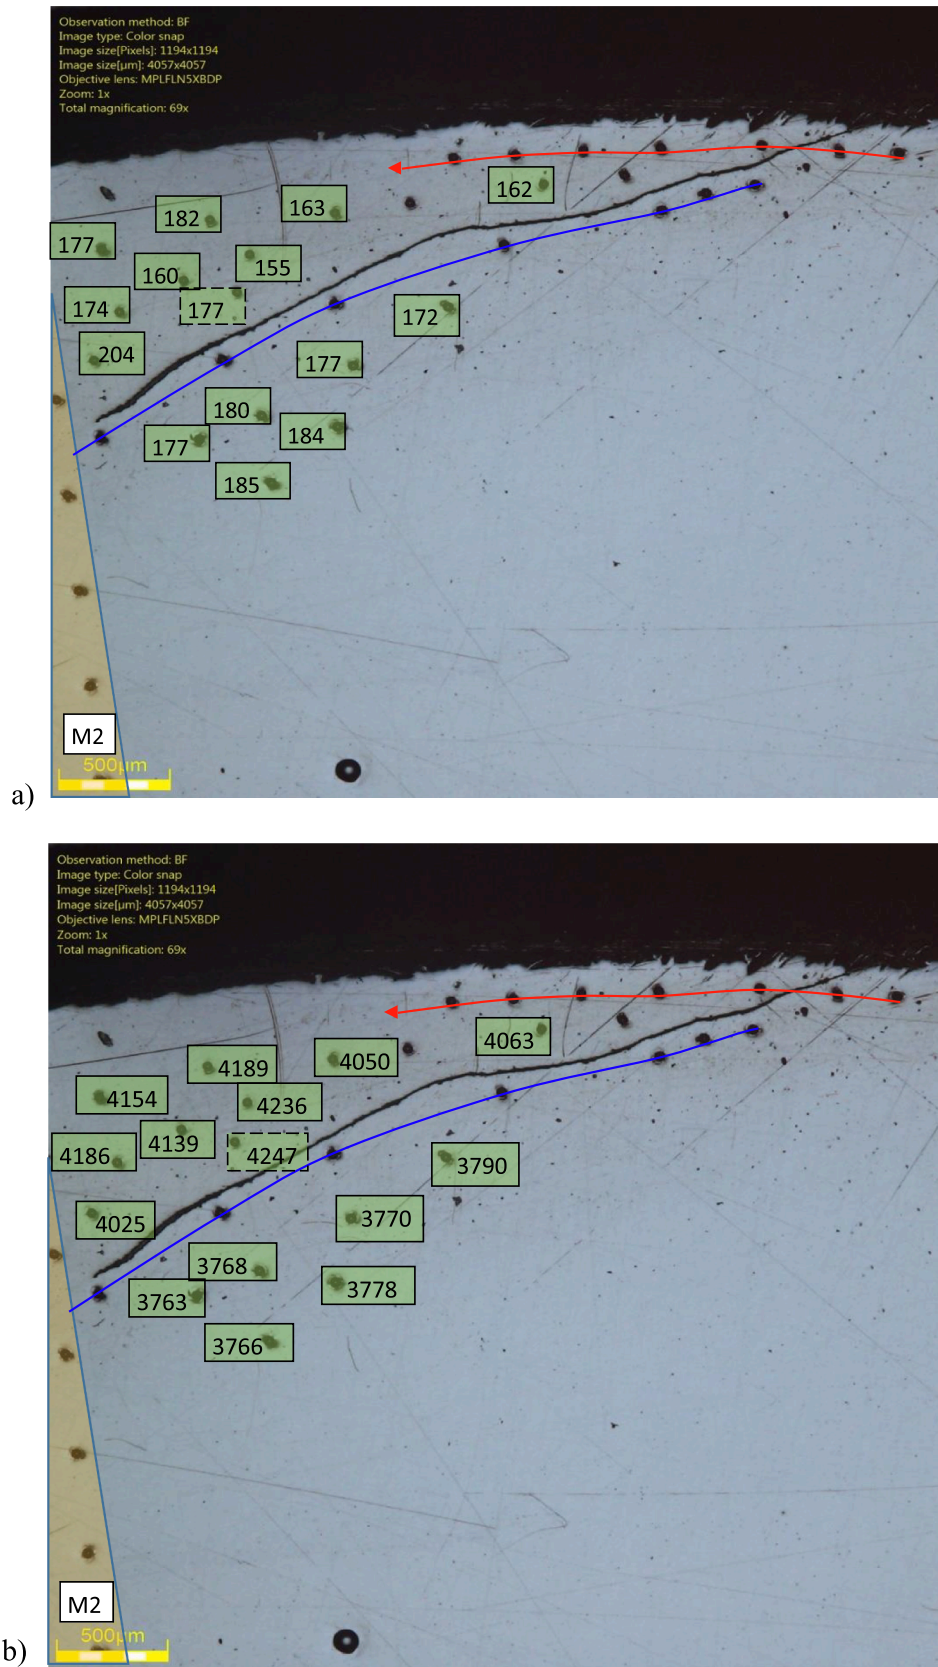 Observation method: BF
Image type: Color snap
Image size[Pixels]: 1194x1194
Image size[µm]: 4057x4057
Objective lens: MPLFLN5XBDP
Zoom: 1x
Total magnification: 69x
162
163
182
177
155
160
177
174
172
204
177
180
184
177
185
M2
500µm
a)
Observation method: BF
Image type: Color snap
Image size[Pixels]: 1194x1194
Image size[µm]: 4057x4057
Objective lens: MPLFLN5XBDP
Zoom: 1x
Total magnification: 69x
4063
4050
4189
4154
4236
4139
4247
4186
3790
4025
3770
3768
3778
3763
3766
M2
500µm
b)